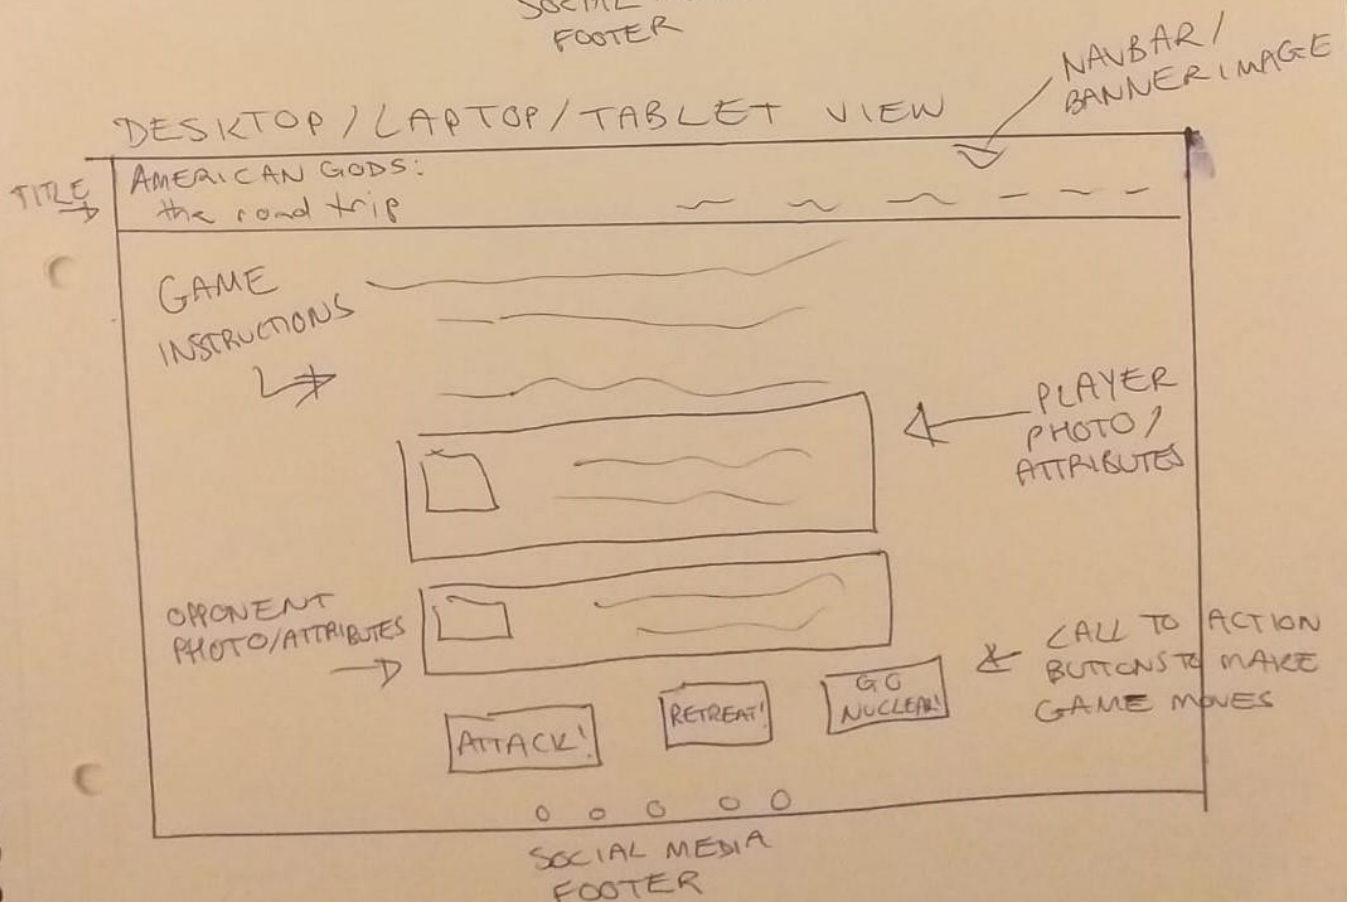 SOCIAL
FOOTER
DESKTOP/LAPTOP/TABLET VIEW
NAVBAR/
BANNER IMAGE
TITLE
AMERICAN GODS:
the road trip
GAME
INSTRUCTIONS
PLAYER
PHOTO/
ATTRIBUTES
OPPONENT
PHOTO/ATTRIBUTES
CALL TO ACTION
BUTTONS TO MAKE
GAME MOVES
ATTACK!
RETREAT!
GO
NUCLEAR!
SOCIAL MEDIA
FOOTER